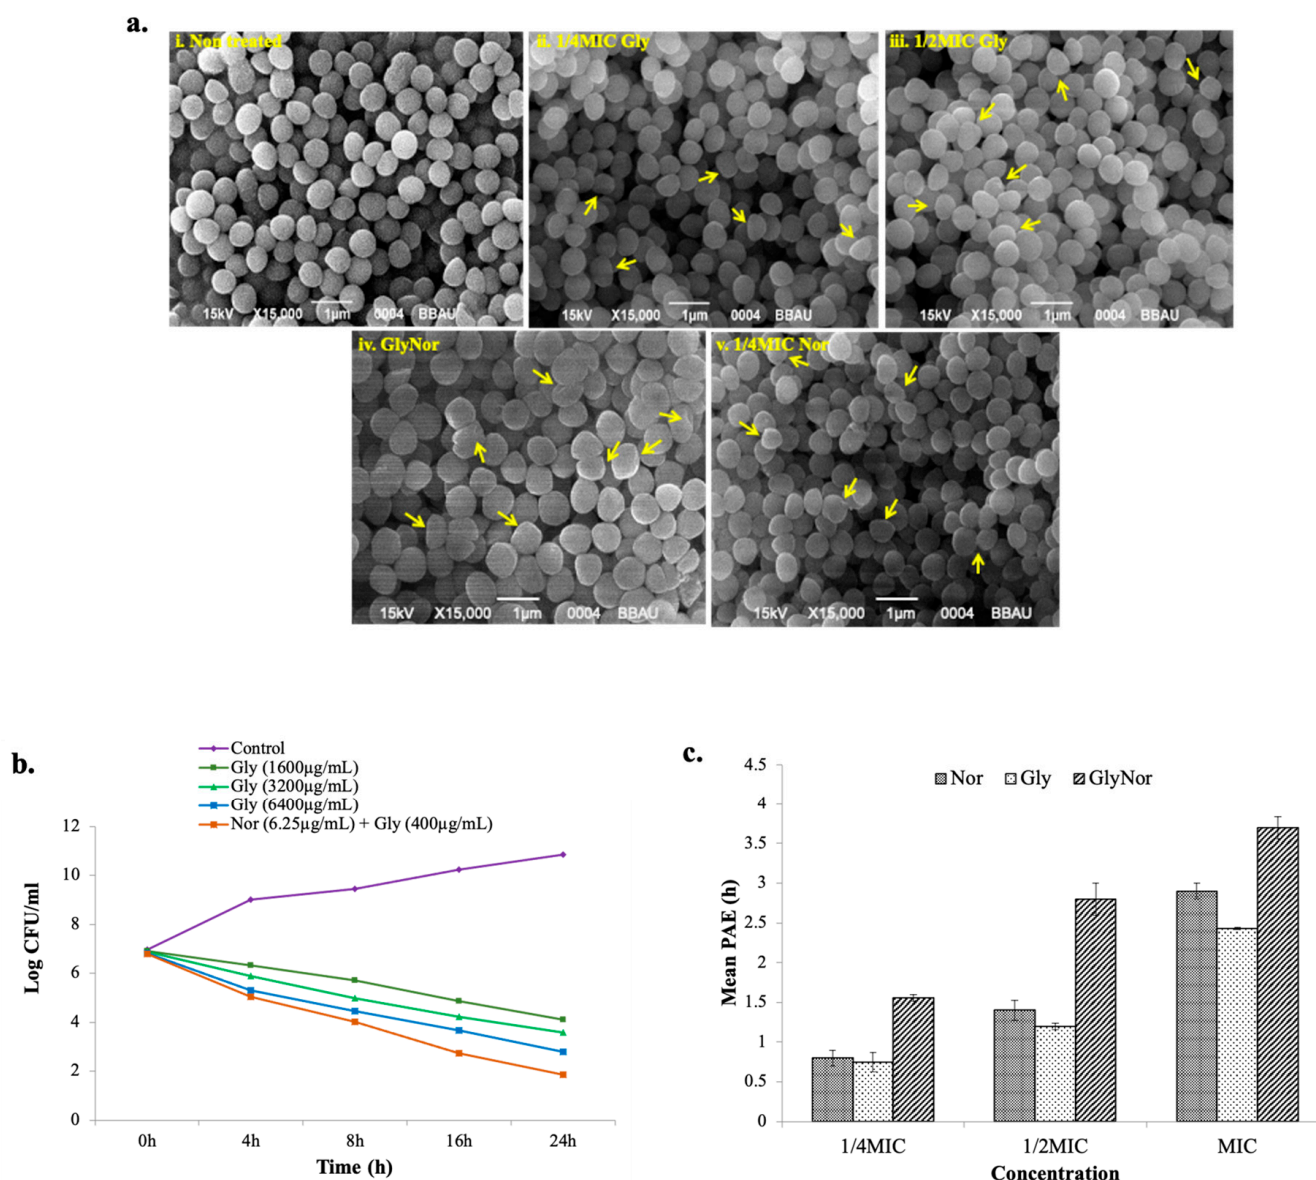 a.
i. Non treated
ii. 1/4MIC Gly
iii. 1/2MIC Gly
15kV X15,000 1μm 0004 BBAU
15kV X15,000 1μm 0004 BBAU
15kV X15,000 1μm 0004 BBAU
iv. GlyNor
v. 1/4MIC Nor
15kV X15,000 1μm 0004 BBAU
15kV X15,000 1μm 0004 BBAU
b.
Control
Gly (1600μg/mL)
Gly (3200μg/mL)
Gly (6400μg/mL)
Nor (6.25μg/mL) + Gly (400μg/mL)
Log CFU/ml
12
10
8
6
4
2
0
0h 4h 8h 16h 24h
Time (h)
c.
Nor Gly GlyNor
Mean PAE (h)
4.5
4
3.5
3
2.5
2
1.5
1
0.5
0
1/4MIC 1/2MIC MIC
Concentration